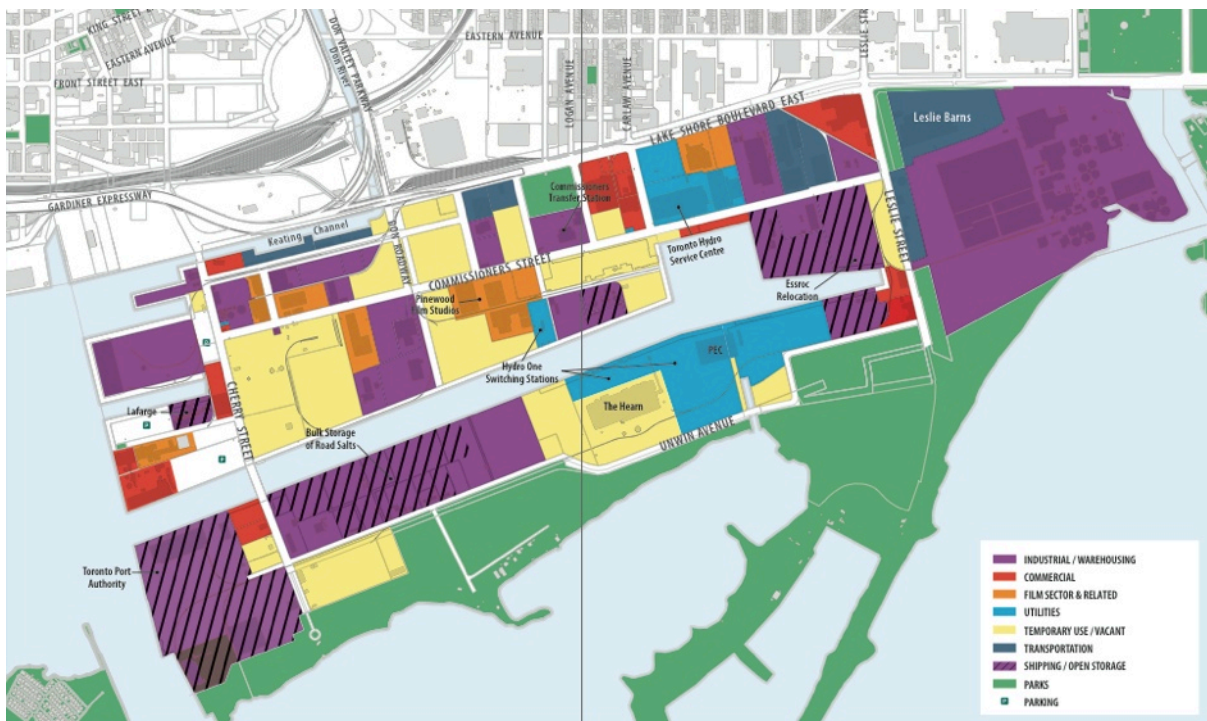 KING STREET E
EASTERN AVENUE
FRONT STREET EAST
DON VALLEY PARKWAY
Don River
EASTERN AVENUE
LOGAN AVENUE
CARLAW AVENUE
LESLIE STREET
LAKE SHORE BOULEVARD EAST
Leslie Barns
GARDINER EXPRESSWAY
Commissioners
Transfer Station
Keating Channel
DON ROADWAY
COMMISSIONERS STREET
Toronto Hydro
Service Centre
LESLIE STREET
Pinewood
Film Studios
Essroc
Relocation
Hydro One
Switching Stations
PEC
CHERRY STREET
Lafarge
The Hearn
Bulk Storage
of Road Salts
UNWIN AVENUE
Toronto Port
Authority
INDUSTRIAL / WAREHOUSING
COMMERCIAL
FILM SECTOR & RELATED
UTILITIES
TEMPORARY USE / VACANT
TRANSPORTATION
SHIPPING / OPEN STORAGE
PARKS
PARKING